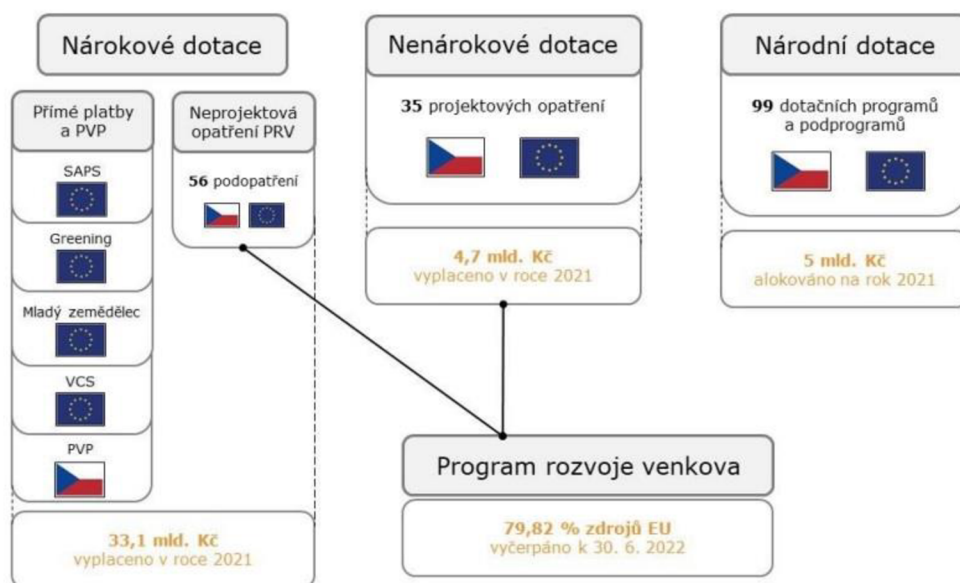 Nárokové dotace
Přímé platby
a PVP
SAPS
Greening
Mladý zemědělec
VCS
PVP
Neprojektová
opatření PRV
56 podopatření
33,1 mld. Kč
vyplaceno v roce 2021
Nenárokové dotace
35 projektových opatření
4,7 mld. Kč
vyplaceno v roce 2021
Národní dotace
99 dotačních programů
a podprogramů
5 mld. Kč
alokováno na rok 2021
Program rozvoje venkova
79,82 % zdrojů EU
vyčerpáno k 30. 6. 2022